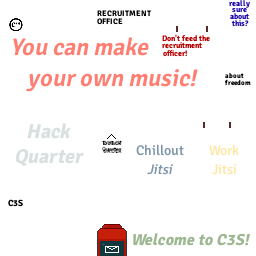 really
sure
about
this?
RECRUITMENT
OFFICE
Don't feed the
recruitment
officer!
You can make
your own music!
about
freedom
Hack
Quarter
Chillout
Jitsi
Work
Jitsi
C3S
Welcome to C3S!